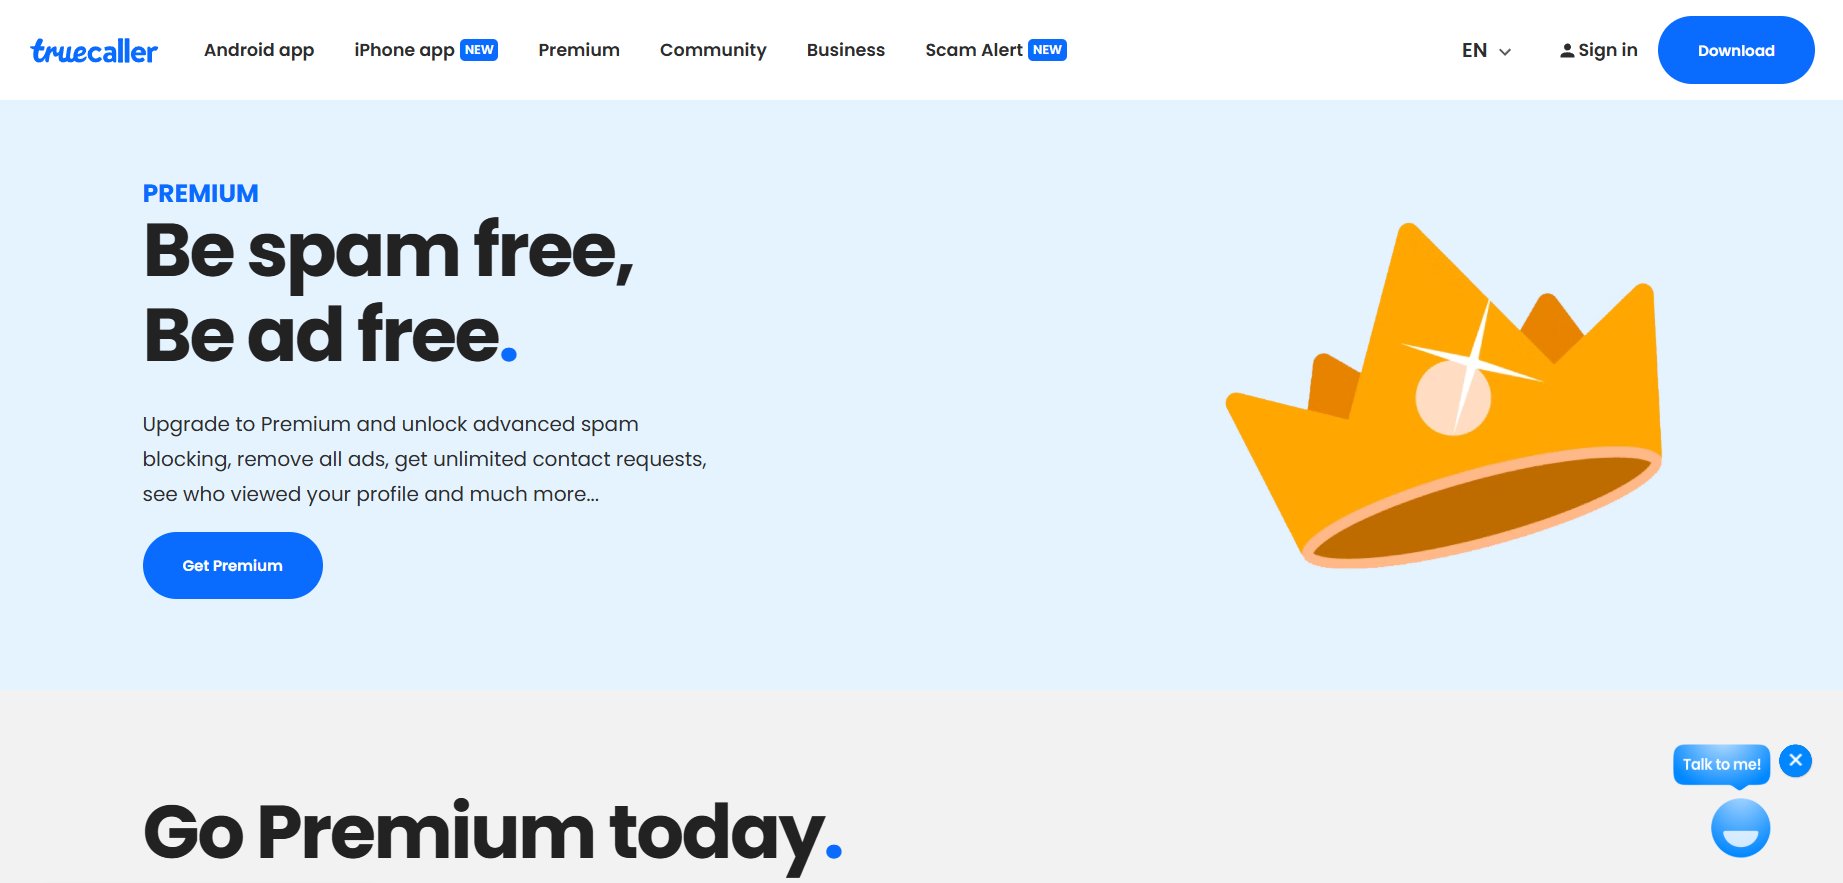 truecaller
Android app
iPhone app NEW
Premium
Community
Business
Scam Alert NEW
EN
Sign in
Download
PREMIUM
Be spam free,
Be ad free.
Upgrade to Premium and unlock advanced spam
blocking, remove all ads, get unlimited contact requests,
see who viewed your profile and much more...
Get Premium
Go Premium today.
Talk to me!